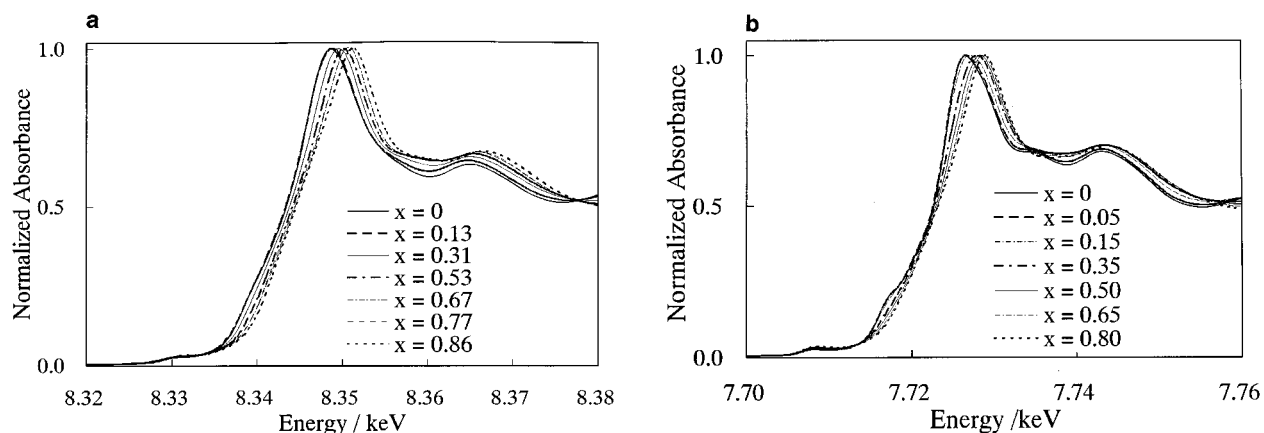 a
1.0
0.5
0.0
Normalized Absorbance
x = 0
x = 0.13
x = 0.31
x = 0.53
x = 0.67
x = 0.77
x = 0.86
8.32 8.33 8.34 8.35 8.36 8.37 8.38
Energy / keV
b
1.0
0.5
0.0
Normalized Absorbance
x = 0
x = 0.05
x = 0.15
x = 0.35
x = 0.50
x = 0.65
x = 0.80
7.70 7.72 7.74 7.76
Energy /keV